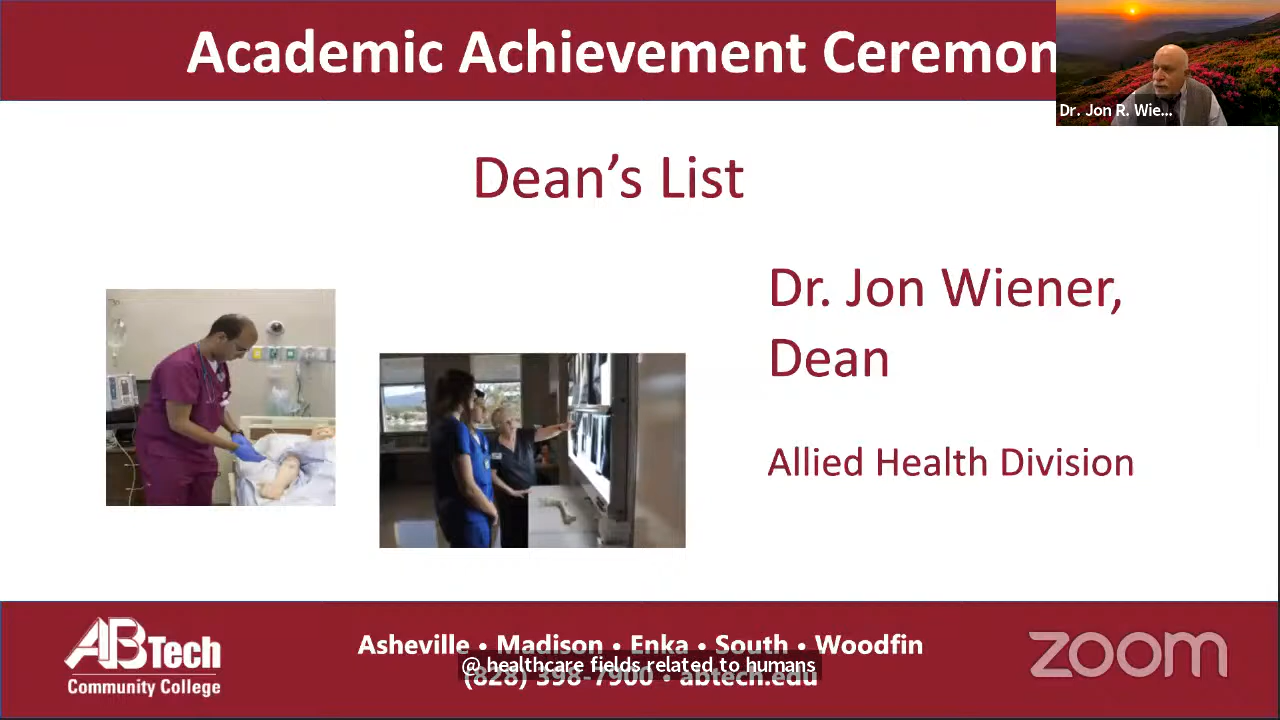 Academic Achievement Ceremon
Dr. Jon R. Wie...
Dean's List
Dr. Jon Wiener,
Dean
Allied Health Division
AB Tech
Community College
Asheville • Madison • Enka • South • Woodfin
@ healthcare fields related to humans
(828) 398-7900 • abtech.edu
zoom